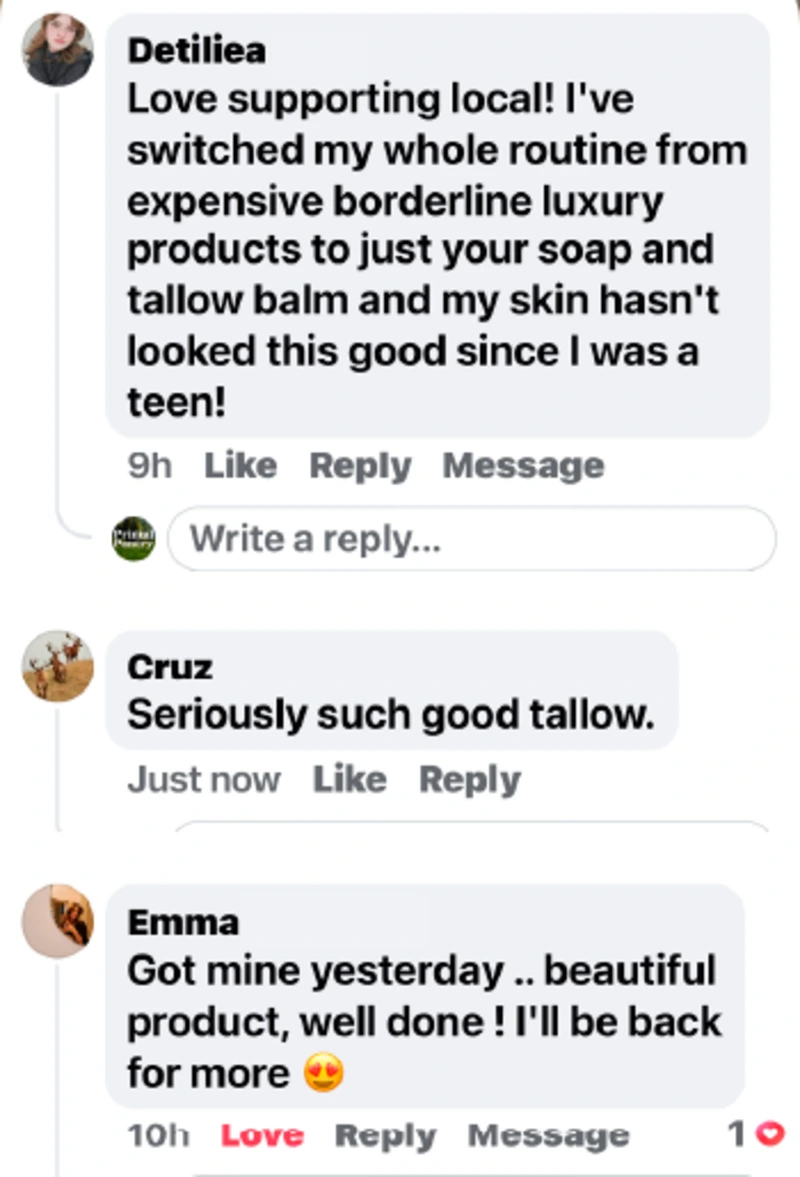 Detiliea
Love supporting local! I've
switched my whole routine from
expensive borderline luxury
products to just your soap and
tallow balm and my skin hasn't
looked this good since I was a
teen!
9h Like Reply Message
Write a reply...
Cruz
Seriously such good tallow.
Just now Like Reply
Emma
Got mine yesterday .. beautiful
product, well done ! I'll be back
for more 😍
10h Love Reply Message 1